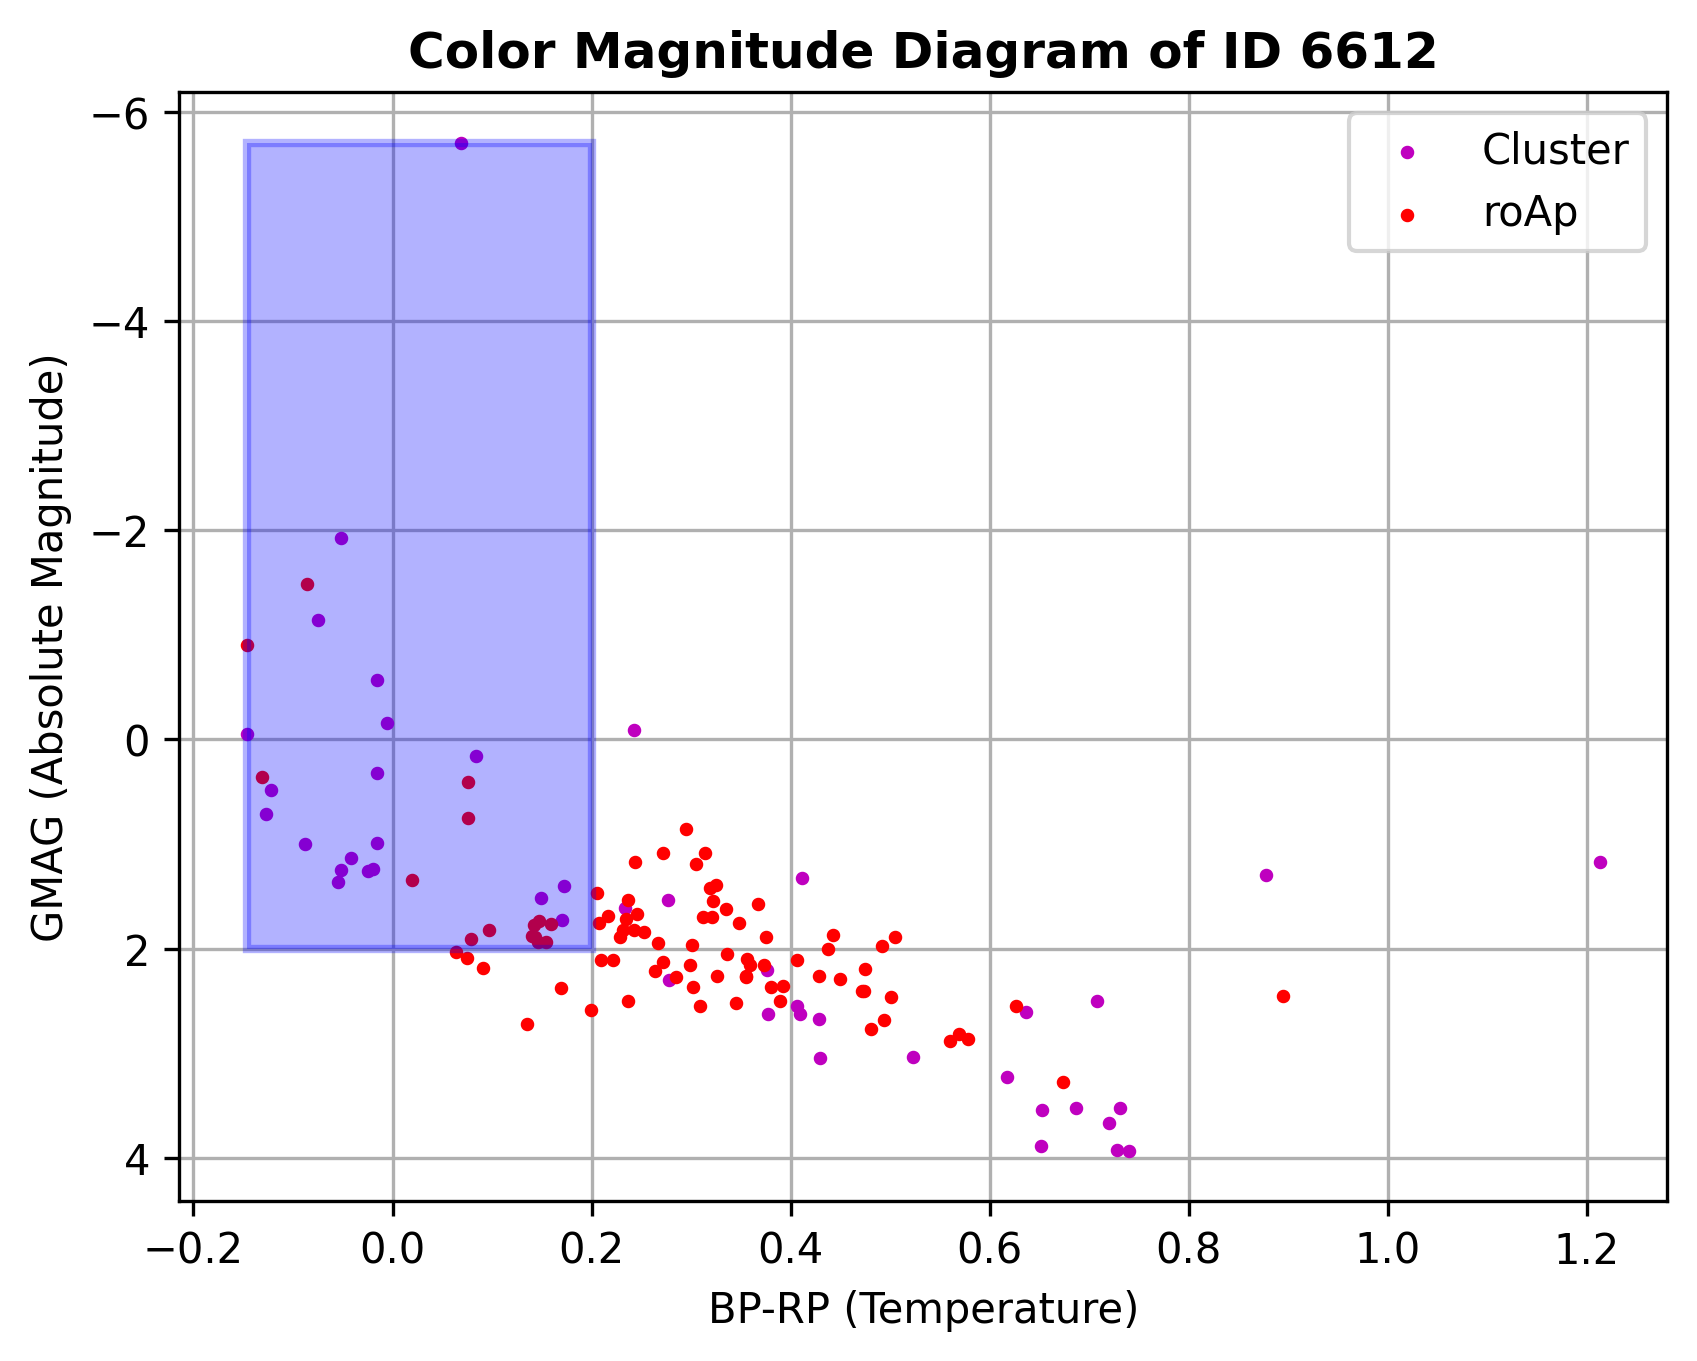 Color Magnitude Diagram of ID 6612
−6
−4
−2
0
2
4
GMAG (Absolute Magnitude)
Cluster
roAp
−0.2
0.0
0.2
0.4
0.6
0.8
1.0
1.2
BP-RP (Temperature)